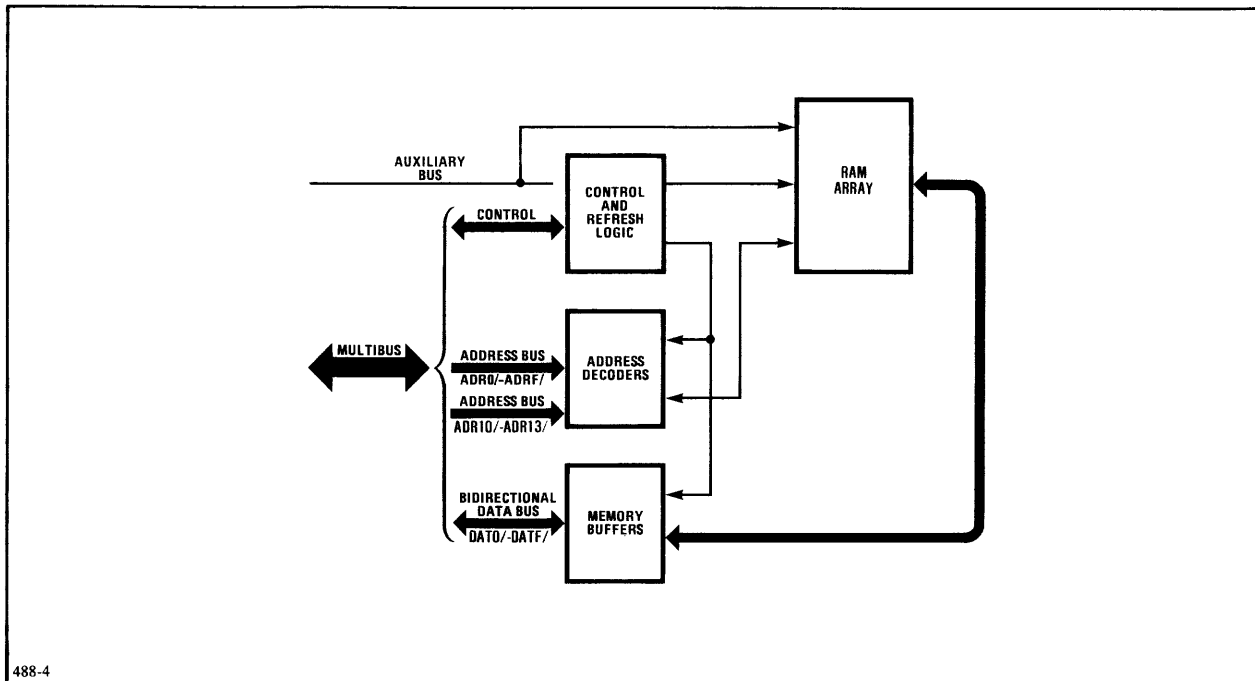 AUXILIARY
BUS
CONTROL
CONTROL
AND
REFRESH
LOGIC
RAM
ARRAY
MULTIBUS
ADDRESS BUS
ADR0/-ADRF/
ADDRESS BUS
ADR10/-ADR13/
ADDRESS
DECODERS
BIDIRECTIONAL
DATA BUS
DAT0/-DATF/
MEMORY
BUFFERS
488-4